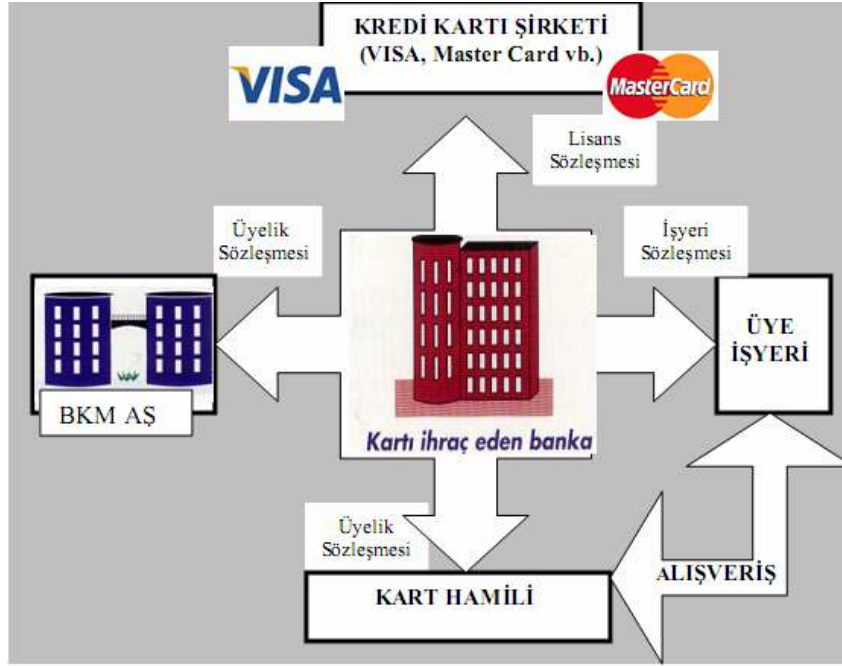 KREDİ KARTI ŞİRKETİ
(VISA, Master Card vb.)
VISA
MasterCard
Lisans
Sözleşmesi
Üyelik
Sözleşmesi
İşyeri
Sözleşmesi
ÜYE
İŞYERİ
BKM AŞ
Kartı ihraç eden banka
Üyelik
Sözleşmesi
ALIŞVERİŞ
KART HAMİLİ